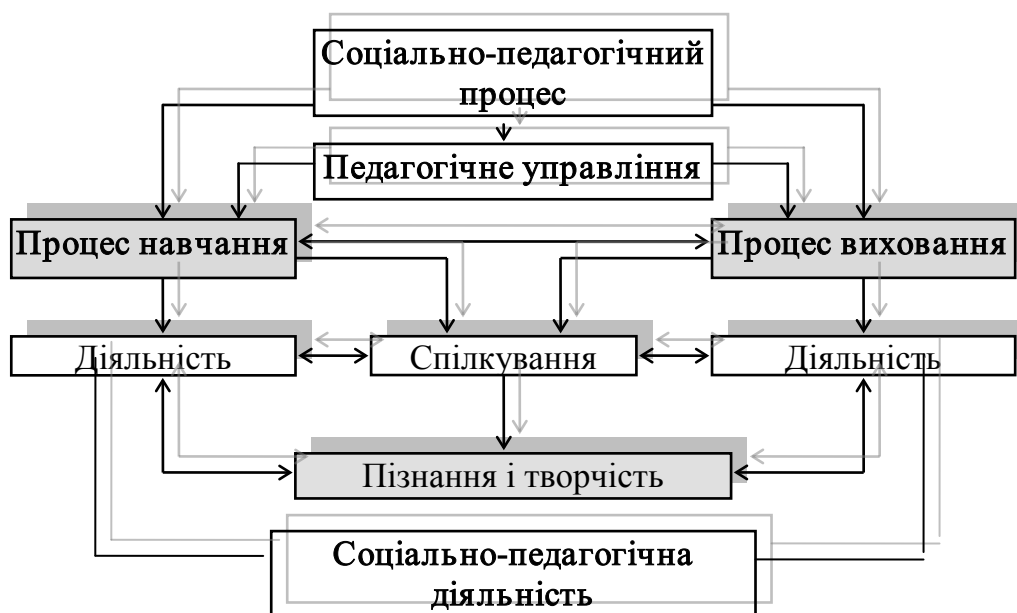 Соціально-педагогічний
процес
Педагогічне управління
Процес навчання
Процес виховання
Діяльність
Спілкування
Діяльність
Пізнання і творчість
Соціально-педагогічна
діяльність